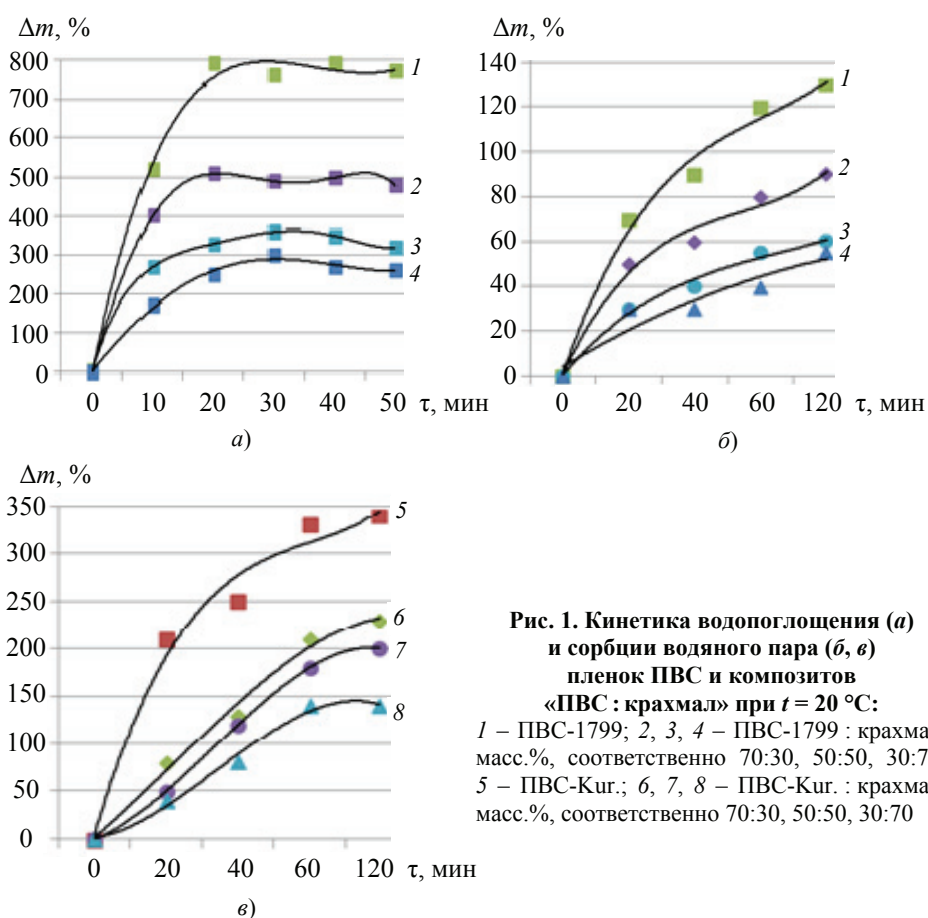 Δm, %
800
700
600
500
400
300
200
100
0
1
2
3
4
0 10 20 30 40 50 τ, мин
а)
Δm, %
140
120
100
80
60
40
20
0
1
2
3
4
0 20 40 60 120 τ, мин
б)
Δm, %
350
300
250
200
150
100
50
0
5
6
7
8
0 20 40 60 120 τ, мин
в)
Рис. 1. Кинетика водопоглощения (а)
и сорбции водяного пара (б, в)
пленок ПВС и композитов
«ПВС : крахмал» при t = 20 °С:
1 – ПВС-1799; 2, 3, 4 – ПВС-1799 : крахма
масс.%, соответственно 70:30, 50:50, 30:7
5 – ПВС-Kur.; 6, 7, 8 – ПВС-Kur. : крахма
масс.%, соответственно 70:30, 50:50, 30:70